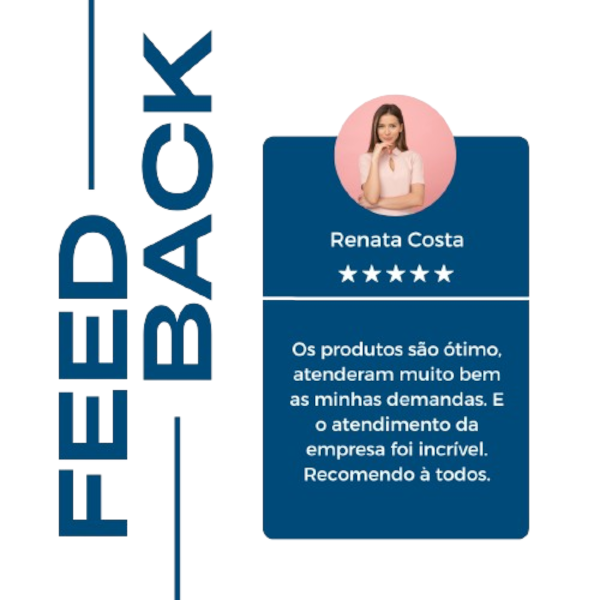 FEED
BACK
Renata Costa
Os produtos são ótimo,
atenderam muito bem
as minhas demandas. E
o atendimento da
empresa foi incrível.
Recomendo à todos.